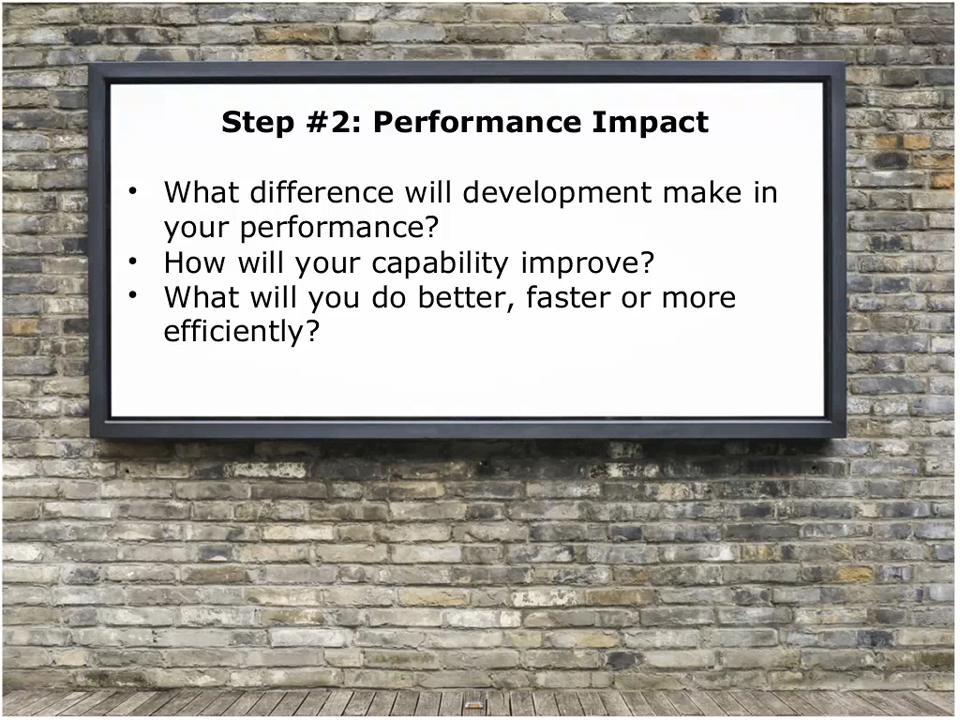 Step #2: Performance Impact
• What difference will development make in
your performance?
• How will your capability improve?
• What will you do better, faster or more
efficiently?